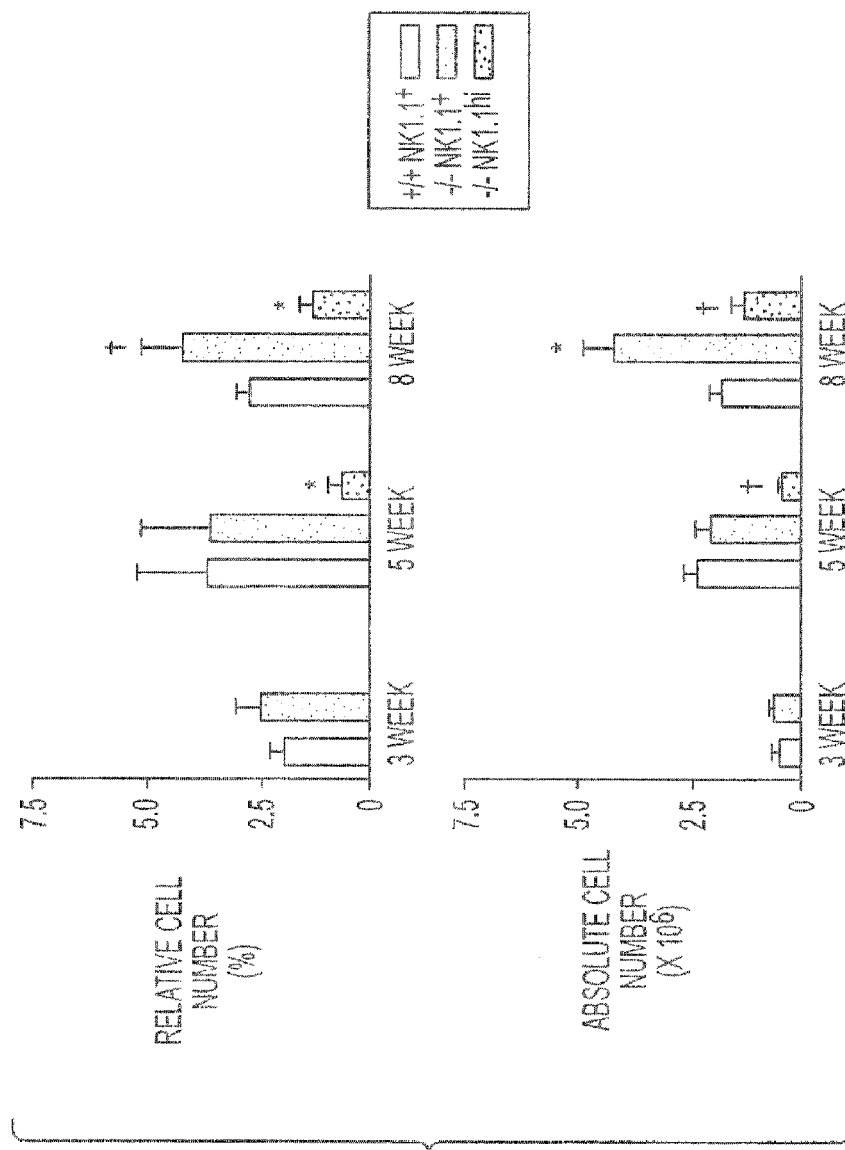 RELATIVE CELL
NUMBER
(%)
7.5
5.0
2.5
0
*
†
*
3 WEEK
5 WEEK
8 WEEK
ABSOLUTE CELL
NUMBER
(X 10⁶)
7.5
5.0
2.5
0
†
*
†
3 WEEK
5 WEEK
8 WEEK
+/+ NK1.1⁺
-/- NK1.1⁺
-/- NK1.1ʰⁱ